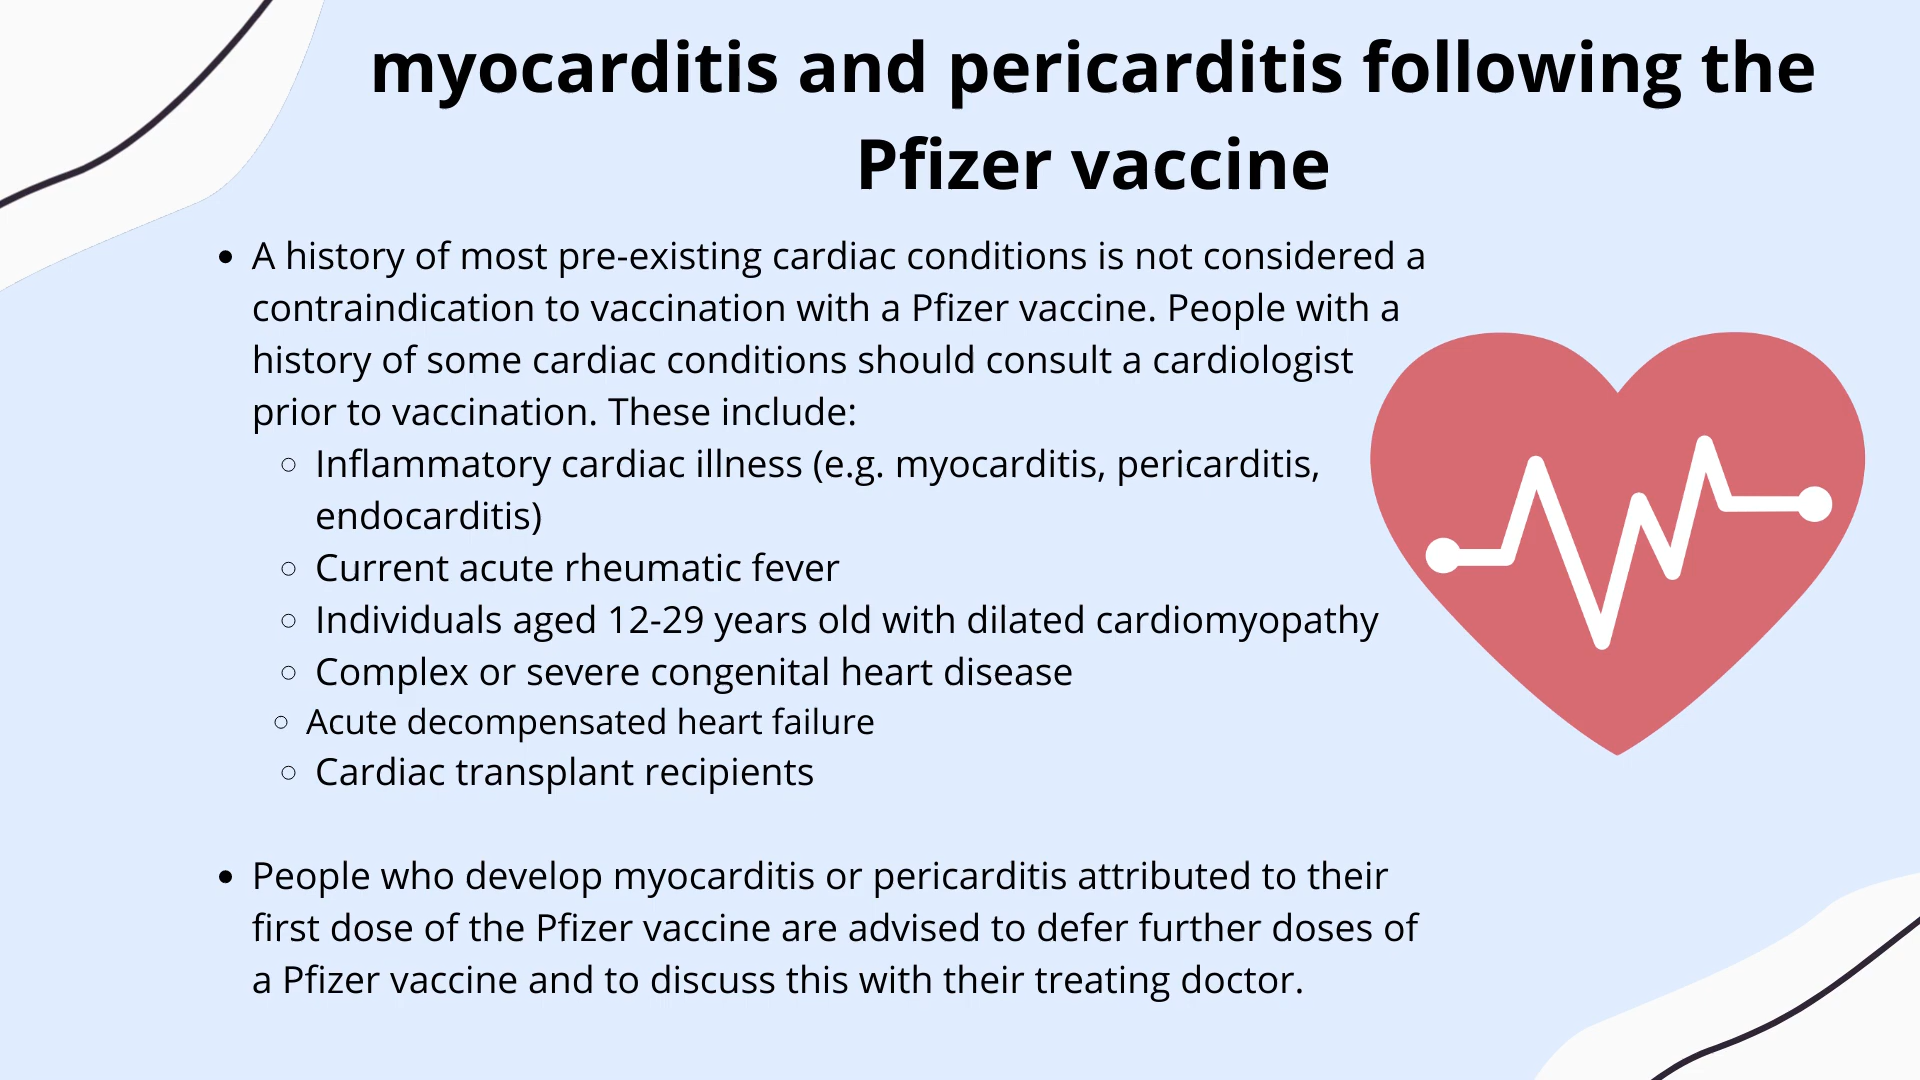 myocarditis and pericarditis following the
Pfizer vaccine
• A history of most pre-existing cardiac conditions is not considered a
contraindication to vaccination with a Pfizer vaccine. People with a
history of some cardiac conditions should consult a cardiologist
prior to vaccination. These include:
○ Inflammatory cardiac illness (e.g. myocarditis, pericarditis,
endocarditis)
○ Current acute rheumatic fever
○ Individuals aged 12-29 years old with dilated cardiomyopathy
○ Complex or severe congenital heart disease
○ Acute decompensated heart failure
○ Cardiac transplant recipients
• People who develop myocarditis or pericarditis attributed to their
first dose of the Pfizer vaccine are advised to defer further doses of
a Pfizer vaccine and to discuss this with their treating doctor.